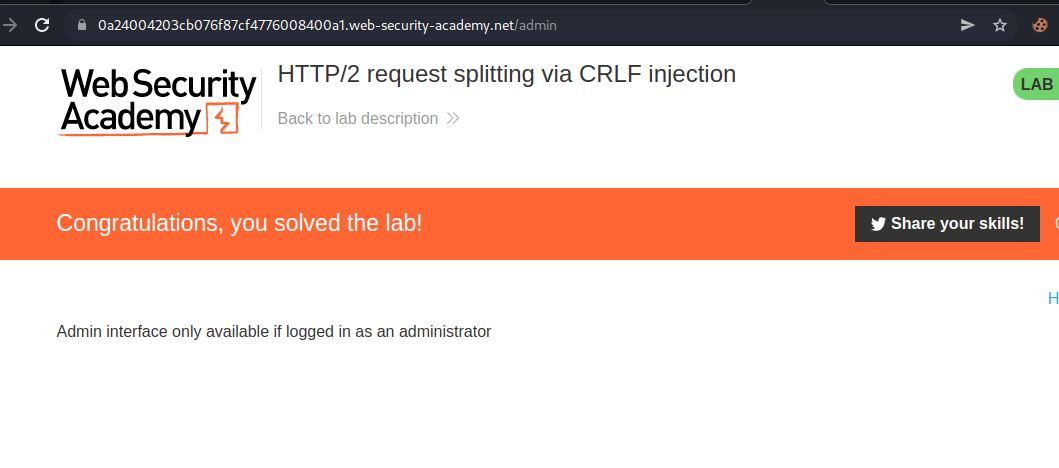 0a24004203cb076f87cf4776008400a1.web-security-academy.net/admin
Web Security
Academy
HTTP/2 request splitting via CRLF injection
LAB
Back to lab description
Congratulations, you solved the lab!
Share your skills!
H
Admin interface only available if logged in as an administrator